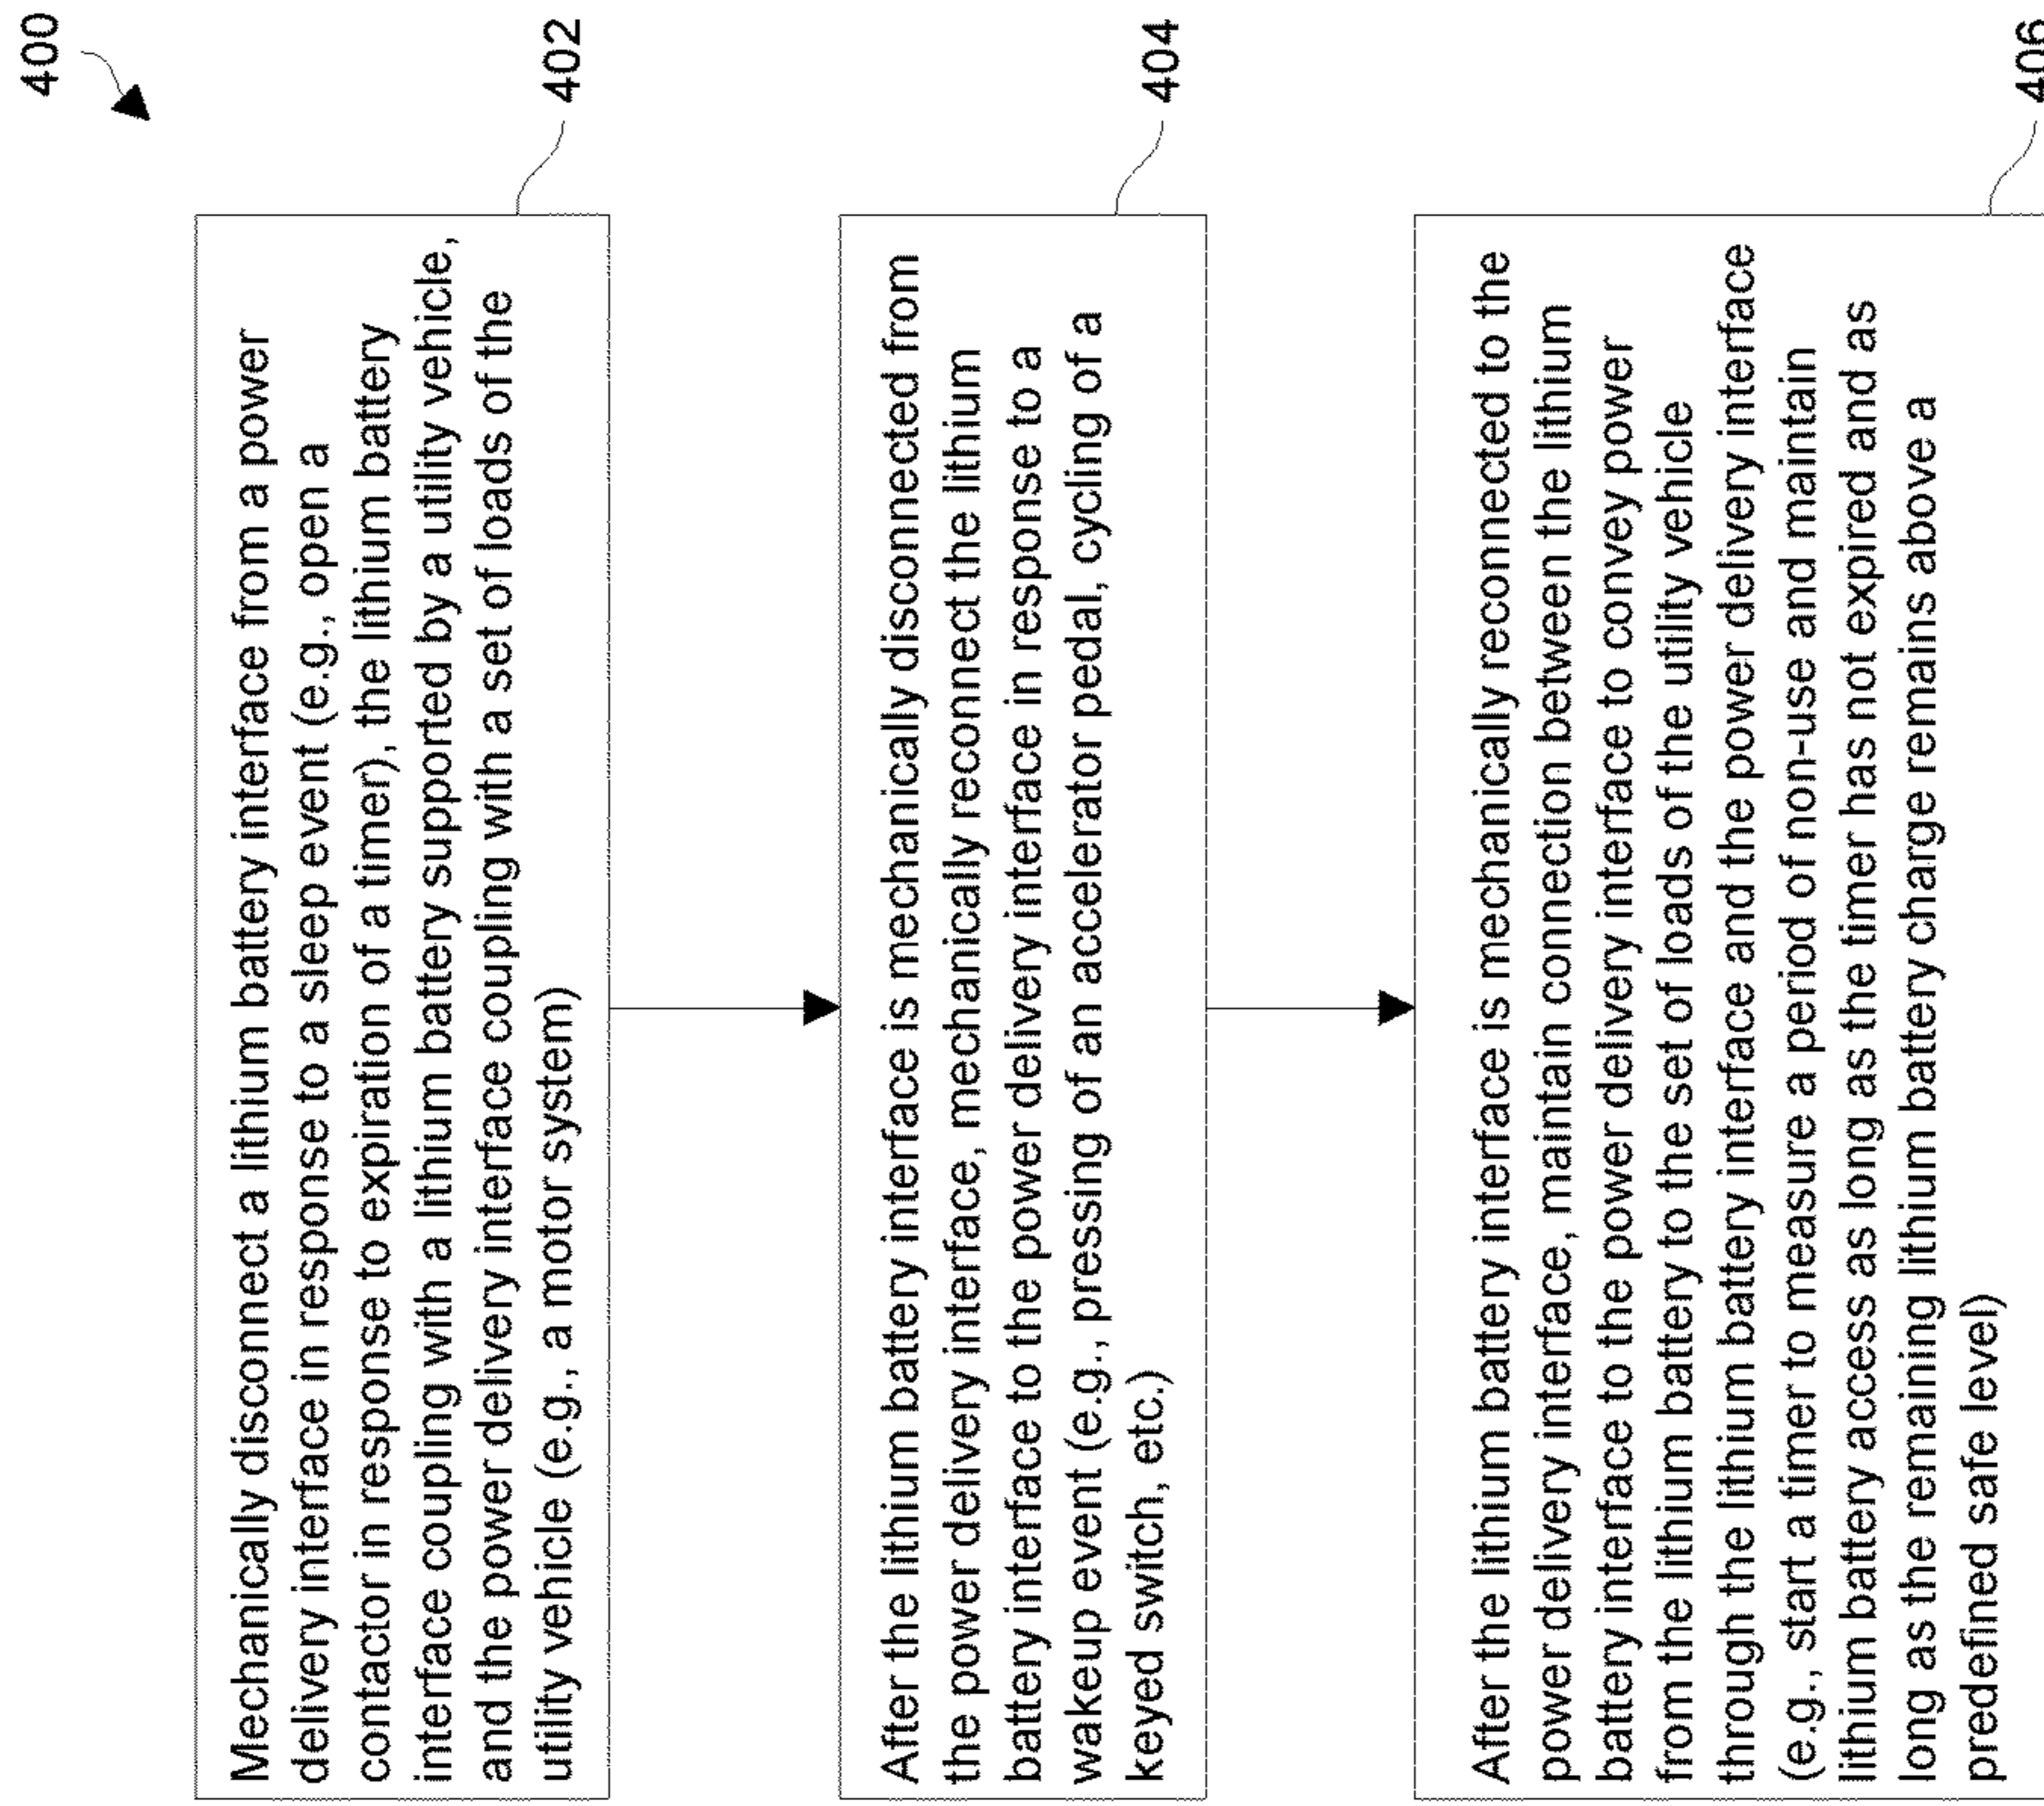 400
Mechanically disconnect a lithium battery interface from a power
delivery interface in response to a sleep event (e.g., open a
contactor in response to expiration of a timer), the lithium battery
interface coupling with a lithium battery supported by a utility vehicle,
and the power delivery interface coupling with a set of loads of the
utility vehicle (e.g., a motor system)
402
After the lithium battery interface is mechanically disconnected from
the power delivery interface, mechanically reconnect the lithium
battery interface to the power delivery interface in response to a
wakeup event (e.g., pressing of an accelerator pedal, cycling of a
keyed switch, etc.)
404
After the lithium battery interface is mechanically reconnected to the
power delivery interface, maintain connection between the lithium
battery interface to the power delivery interface to convey power
from the lithium battery to the set of loads of the utility vehicle
through the lithium battery interface and the power delivery interface
(e.g., start a timer to measure a period of non-use and maintain
lithium battery access as long as the timer has not expired and as
long as the remaining lithium battery charge remains above a
predefined safe level)
406